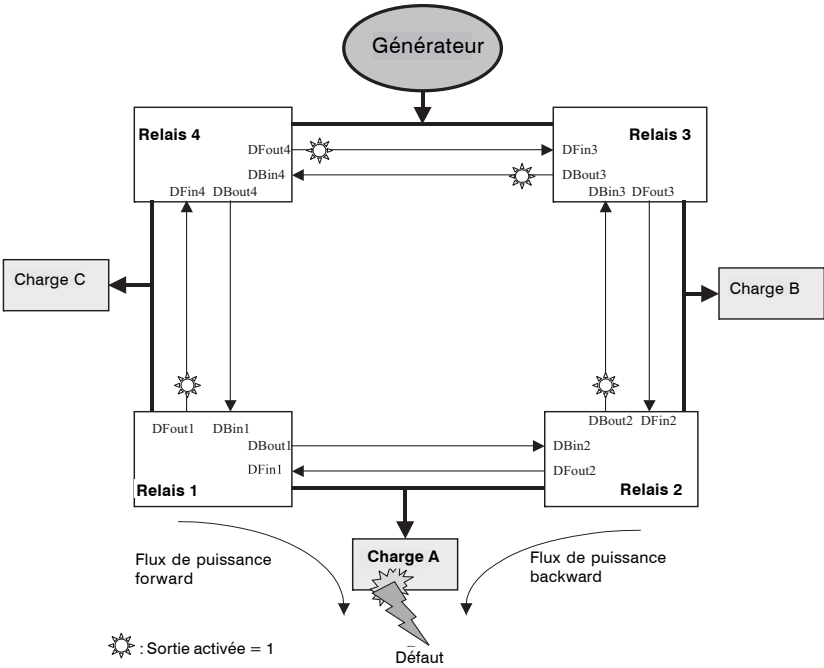 Générateur
Relais 4
Relais 3
DFout4
DFin3
DBin4
DBout3
DFin4 DBout4
DBin3 DFout3
Charge C
Charge B
DFout1 DBin1
DBout2 DFin2
DBout1
DBin2
DFin1
DFout2
Relais 1
Relais 2
Charge A
Flux de puissance
forward
Flux de puissance
backward
: Sortie activée = 1
Défaut